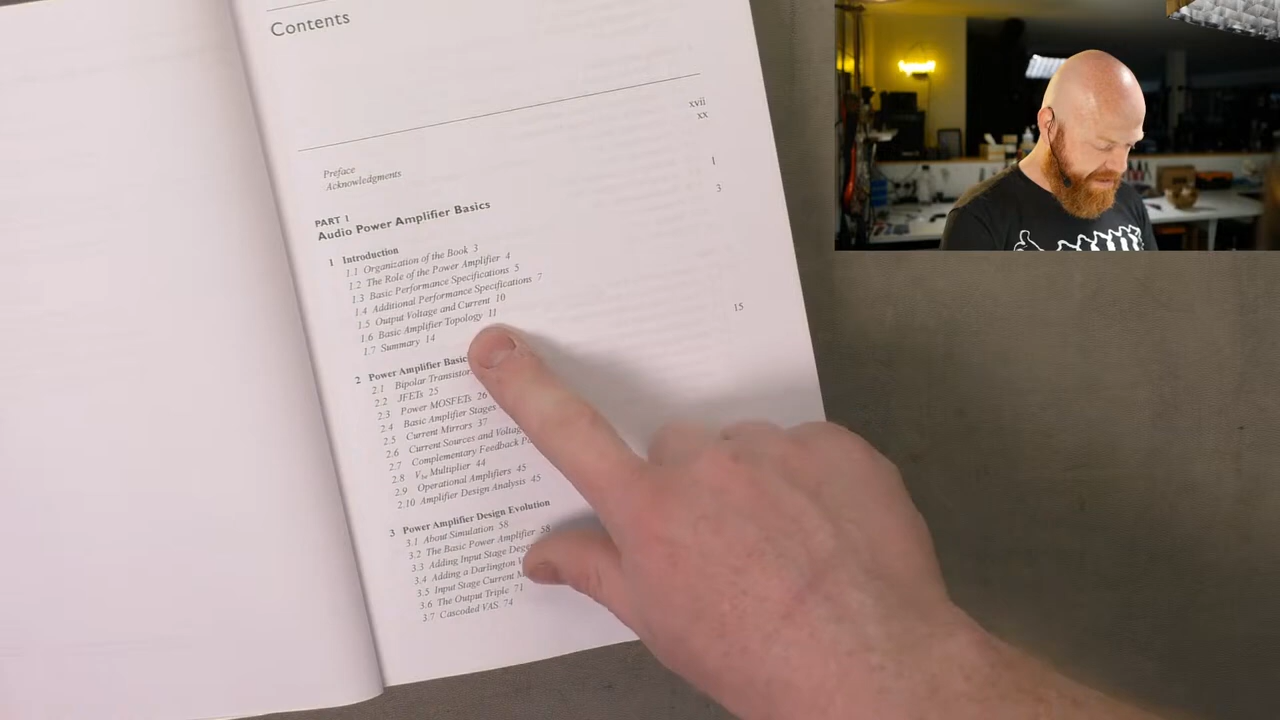 Contents
xvii
xx
Preface
Acknowledgments
1
PART 1
3
Audio Power Amplifier Basics
1 Introduction
1.1 Organization of the Book 3
1.2 The Role of the Power Amplifier 4
1.3 Basic Performance Specifications 5
1.4 Additional Performance Specifications 7
1.5 Output Voltage and Current 10
1.6 Basic Amplifier Topology 11
1.7 Summary 14
15
2 Power Amplifier Basic
2.1 Bipolar Transistor
2.2 JFETs 25
2.3 Power MOSFETs 26
2.4 Basic Amplifier Stages
2.5 Current Mirrors 37
2.6 Current Sources and Voltag
2.7 Complementary Feedback P
2.8 Vbe Multiplier 44
2.9 Operational Amplifiers 45
2.10 Amplifier Design Analysis 45
3 Power Amplifier Design Evolution
3.1 About Simulation 58
3.2 The Basic Power Amplifier 58
3.3 Adding Input Stage Dege
3.4 Adding a Darlington V
3.5 Input Stage Current M
3.6 The Output Triple 71
3.7 Cascoded VAS 74